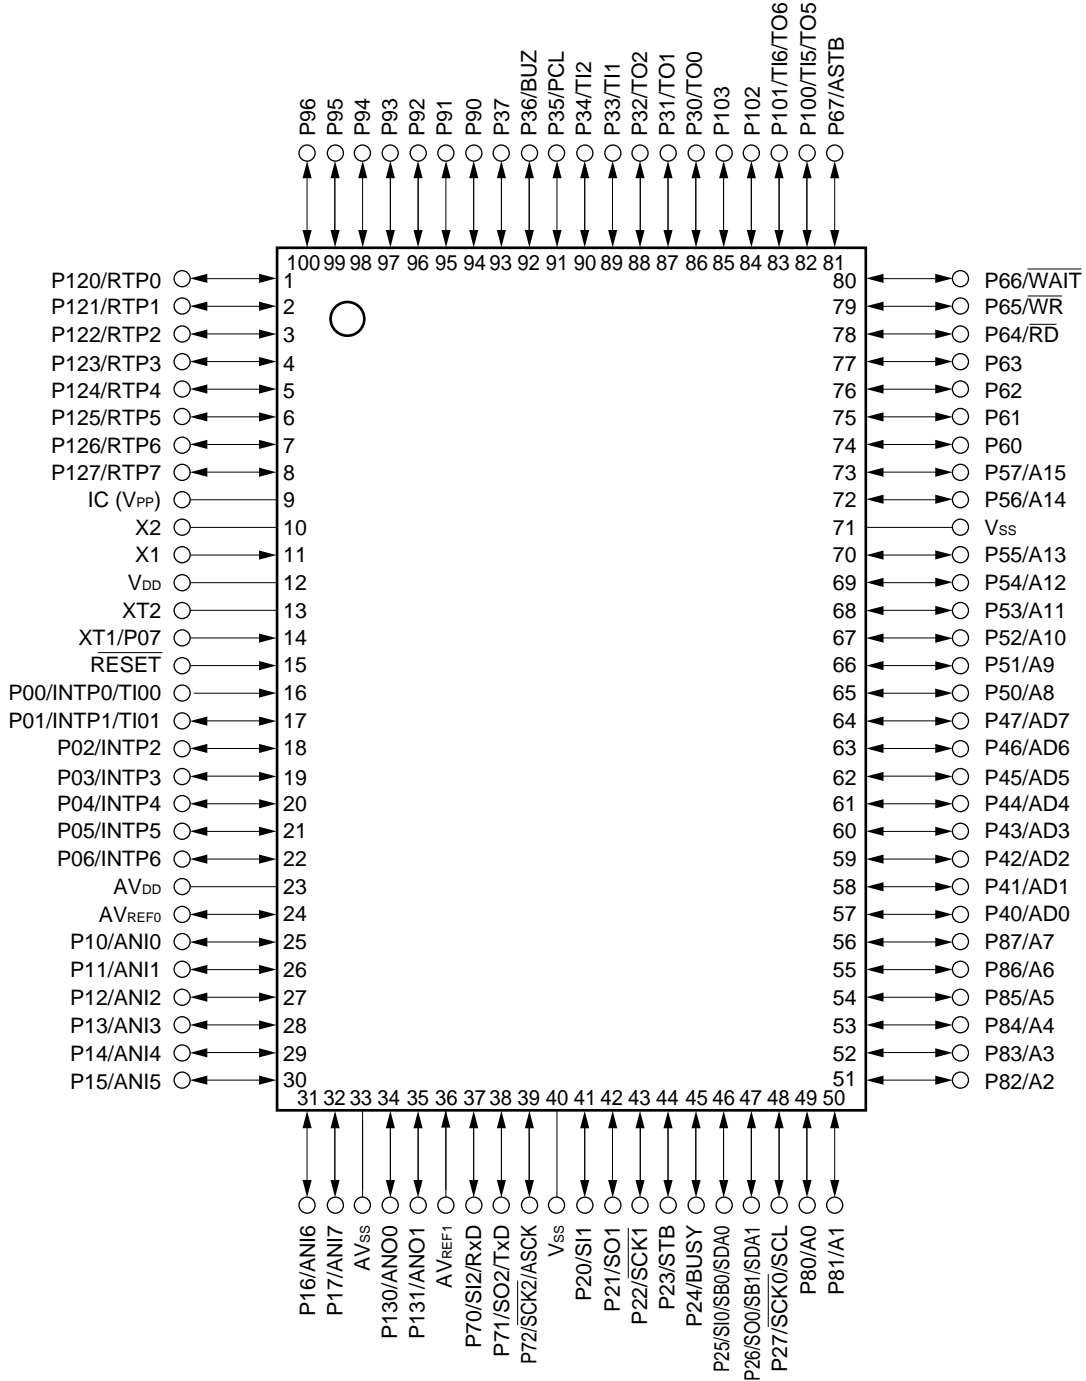 P96
P95
P94
P93
P92
P91
P90
P37
P36/BUZ
P35/PCL
P34/TI2
P33/TI1
P32/TO2
P31/TO1
P30/TO0
P103
P102
P101/TI6/TO6
P100/TI5/TO5
P67/ASTB
100 99 98 97 96 95 94 93 92 91 90 89 88 87 86 85 84 83 82 81
P120/RTP0 1
P121/RTP1 2
P122/RTP2 3
P123/RTP3 4
P124/RTP4 5
P125/RTP5 6
P126/RTP6 7
P127/RTP7 8
IC (VPP) 9
X2 10
X1 11
VDD 12
XT2 13
XT1/P07 14
RESET 15
P00/INTP0/TI00 16
P01/INTP1/TI01 17
P02/INTP2 18
P03/INTP3 19
P04/INTP4 20
P05/INTP5 21
P06/INTP6 22
AVDD 23
AVREF0 24
P10/ANI0 25
P11/ANI1 26
P12/ANI2 27
P13/ANI3 28
P14/ANI4 29
P15/ANI5 30
80 P66/WAIT
79 P65/WR
78 P64/RD
77 P63
76 P62
75 P61
74 P60
73 P57/A15
72 P56/A14
71 VSS
70 P55/A13
69 P54/A12
68 P53/A11
67 P52/A10
66 P51/A9
65 P50/A8
64 P47/AD7
63 P46/AD6
62 P45/AD5
61 P44/AD4
60 P43/AD3
59 P42/AD2
58 P41/AD1
57 P40/AD0
56 P87/A7
55 P86/A6
54 P85/A5
53 P84/A4
52 P83/A3
51 P82/A2
31 32 33 34 35 36 37 38 39 40 41 42 43 44 45 46 47 48 49 50
P16/ANI6
P17/ANI7
AVSS
P130/ANO0
P131/ANO1
AVREF1
P70/SI2/RxD
P71/SO2/TxD
P72/SCK2/ASCK
VSS
P20/SI1
P21/SO1
P22/SCK1
P23/STB
P24/BUSY
P25/SI0/SB0/SDA0
P26/SO0/SB1/SDA1
P27/SCK0/SCL
P80/A0
P81/A1